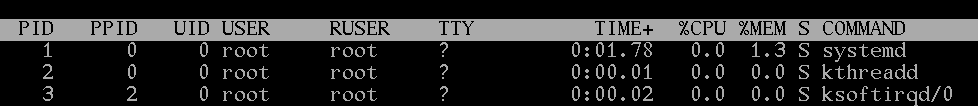 PID PPID UID USER RUSER TTY TIME+ %CPU %MEM S COMMAND
1 0 0 root root ? 0:01.78 0.0 1.3 S systemd
2 0 0 root root ? 0:00.01 0.0 0.0 S kthreadd
3 2 0 root root ? 0:00.02 0.0 0.0 S ksoftirqd/0